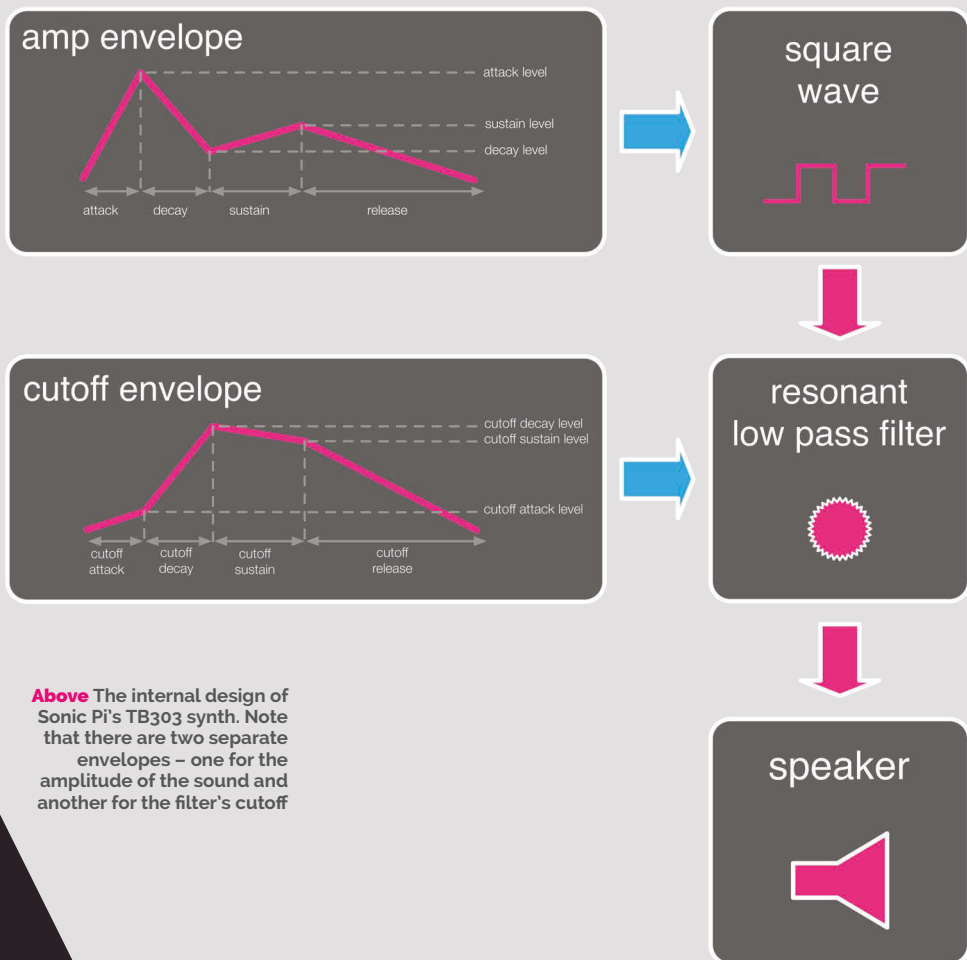 amp envelope
attack level
sustain level
decay level
attack decay sustain release
square
wave
cutoff envelope
cutoff decay level
cutoff sustain level
cutoff attack level
cutoff cutoff cutoff cutoff
attack decay sustain release
resonant
low pass filter
Above The internal design of
Sonic Pi's TB303 synth. Note
that there are two separate
envelopes – one for the
amplitude of the sound and
another for the filter's cutoff
speaker